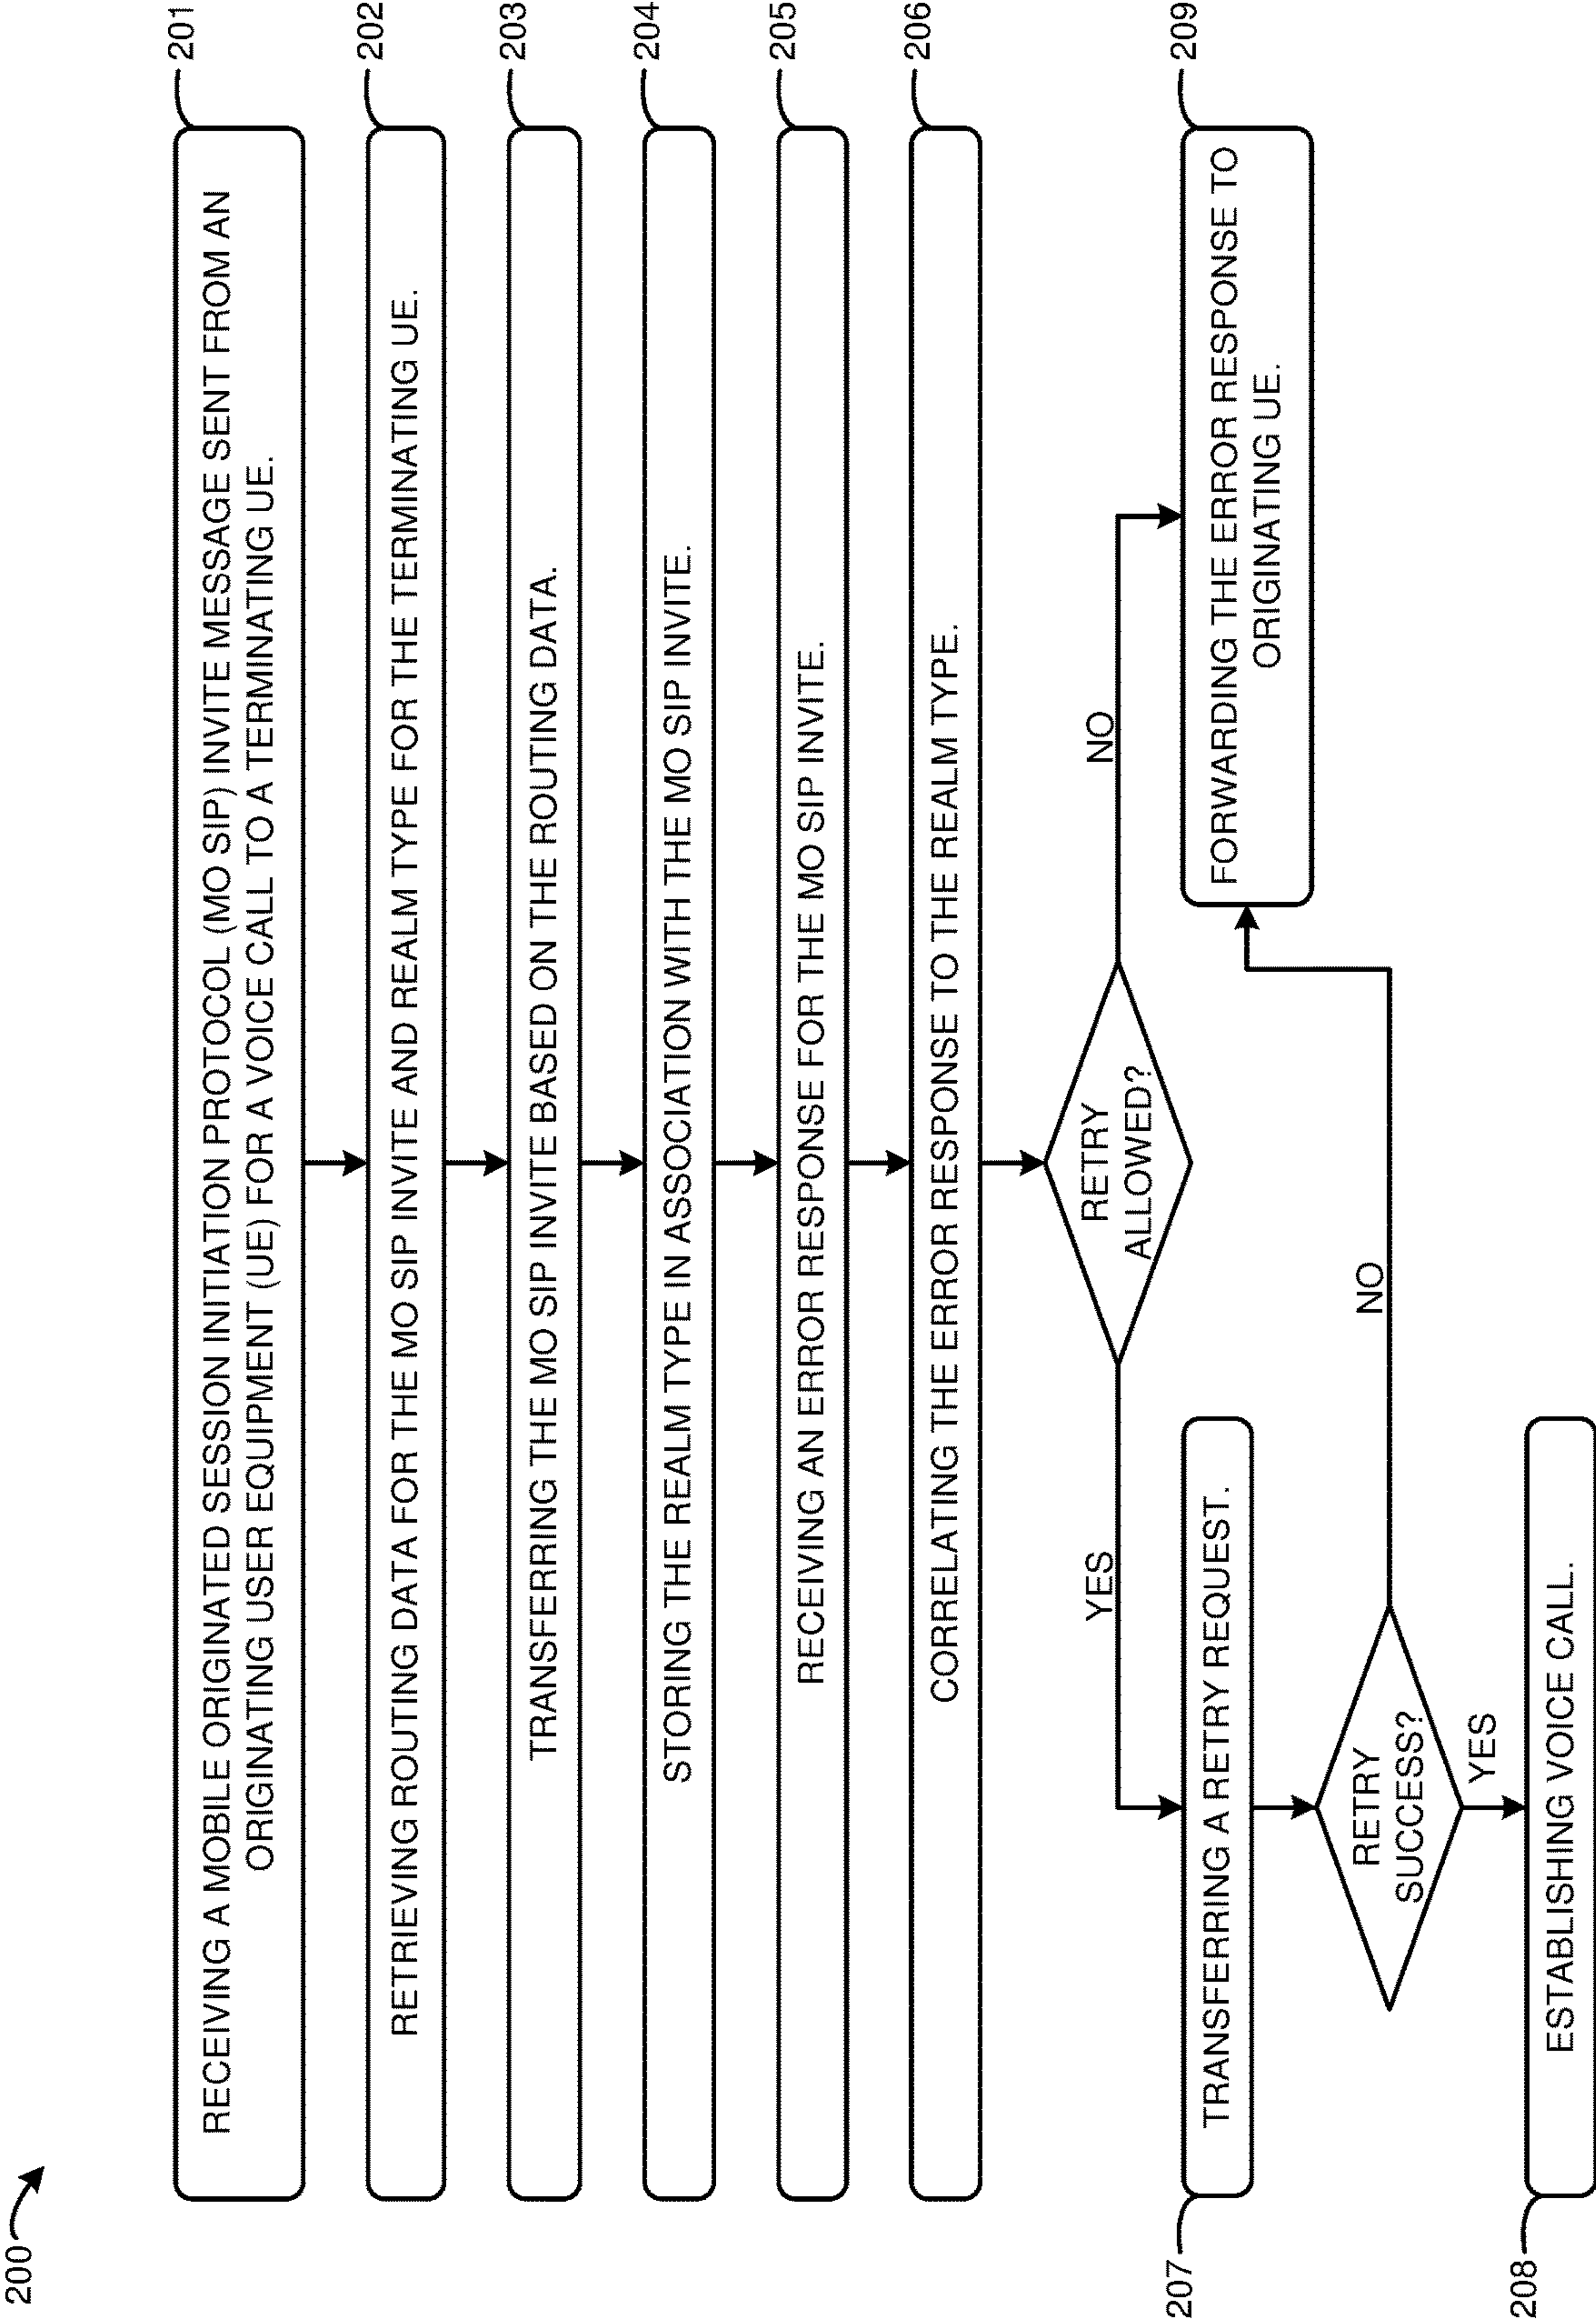 200
RECEIVING A MOBILE ORIGINATED SESSION INITIATION PROTOCOL (MO SIP) INVITE MESSAGE SENT FROM AN
ORIGINATING USER EQUIPMENT (UE) FOR A VOICE CALL TO A TERMINATING UE.
201
RETRIEVING ROUTING DATA FOR THE MO SIP INVITE AND REALM TYPE FOR THE TERMINATING UE.
202
TRANSFERRING THE MO SIP INVITE BASED ON THE ROUTING DATA.
203
STORING THE REALM TYPE IN ASSOCIATION WITH THE MO SIP INVITE.
204
RECEIVING AN ERROR RESPONSE FOR THE MO SIP INVITE.
205
CORRELATING THE ERROR RESPONSE TO THE REALM TYPE.
206
RETRY
ALLOWED?
YES
NO
207
TRANSFERRING A RETRY REQUEST.
FORWARDING THE ERROR RESPONSE TO
ORIGINATING UE.
209
RETRY
SUCCESS?
NO
YES
208
ESTABLISHING VOICE CALL.